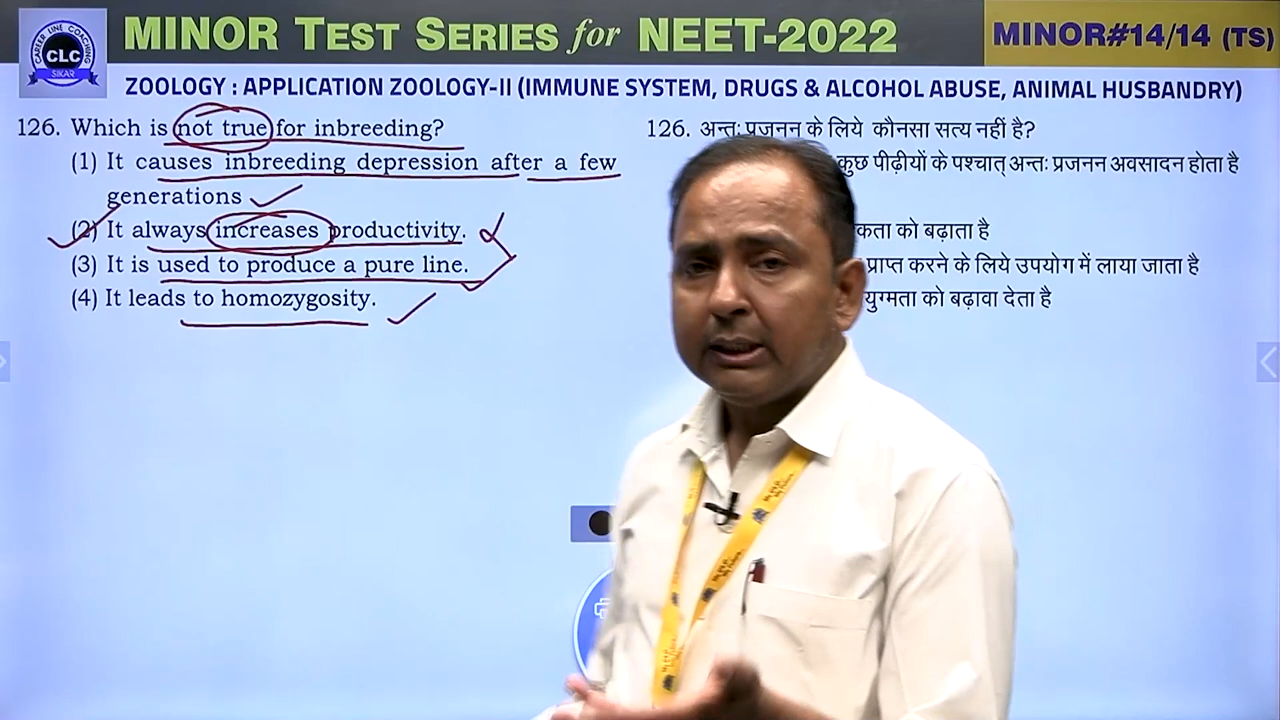 CAREER LINE COACHING
CLC
SIKAR
MINOR TEST SERIES for NEET-2022
MINOR#14/14 (TS)
ZOOLOGY : APPLICATION ZOOLOGY-II (IMMUNE SYSTEM, DRUGS & ALCOHOL ABUSE, ANIMAL HUSBANDRY)
126. Which is not true for inbreeding?
(1) It causes inbreeding depression after a few
generations
(2) It always increases productivity.
(3) It is used to produce a pure line.
(4) It leads to homozygosity.
126. अन्तः प्रजनन के लिये कौनसा सत्य नहीं है?
कुछ पीढ़ीयों के पश्चात् अन्तः प्रजनन अवसादन होता है
को बढ़ाता है
प्राप्त करने के लिये उपयोग में लाया जाता है
को बढ़ावा देता है